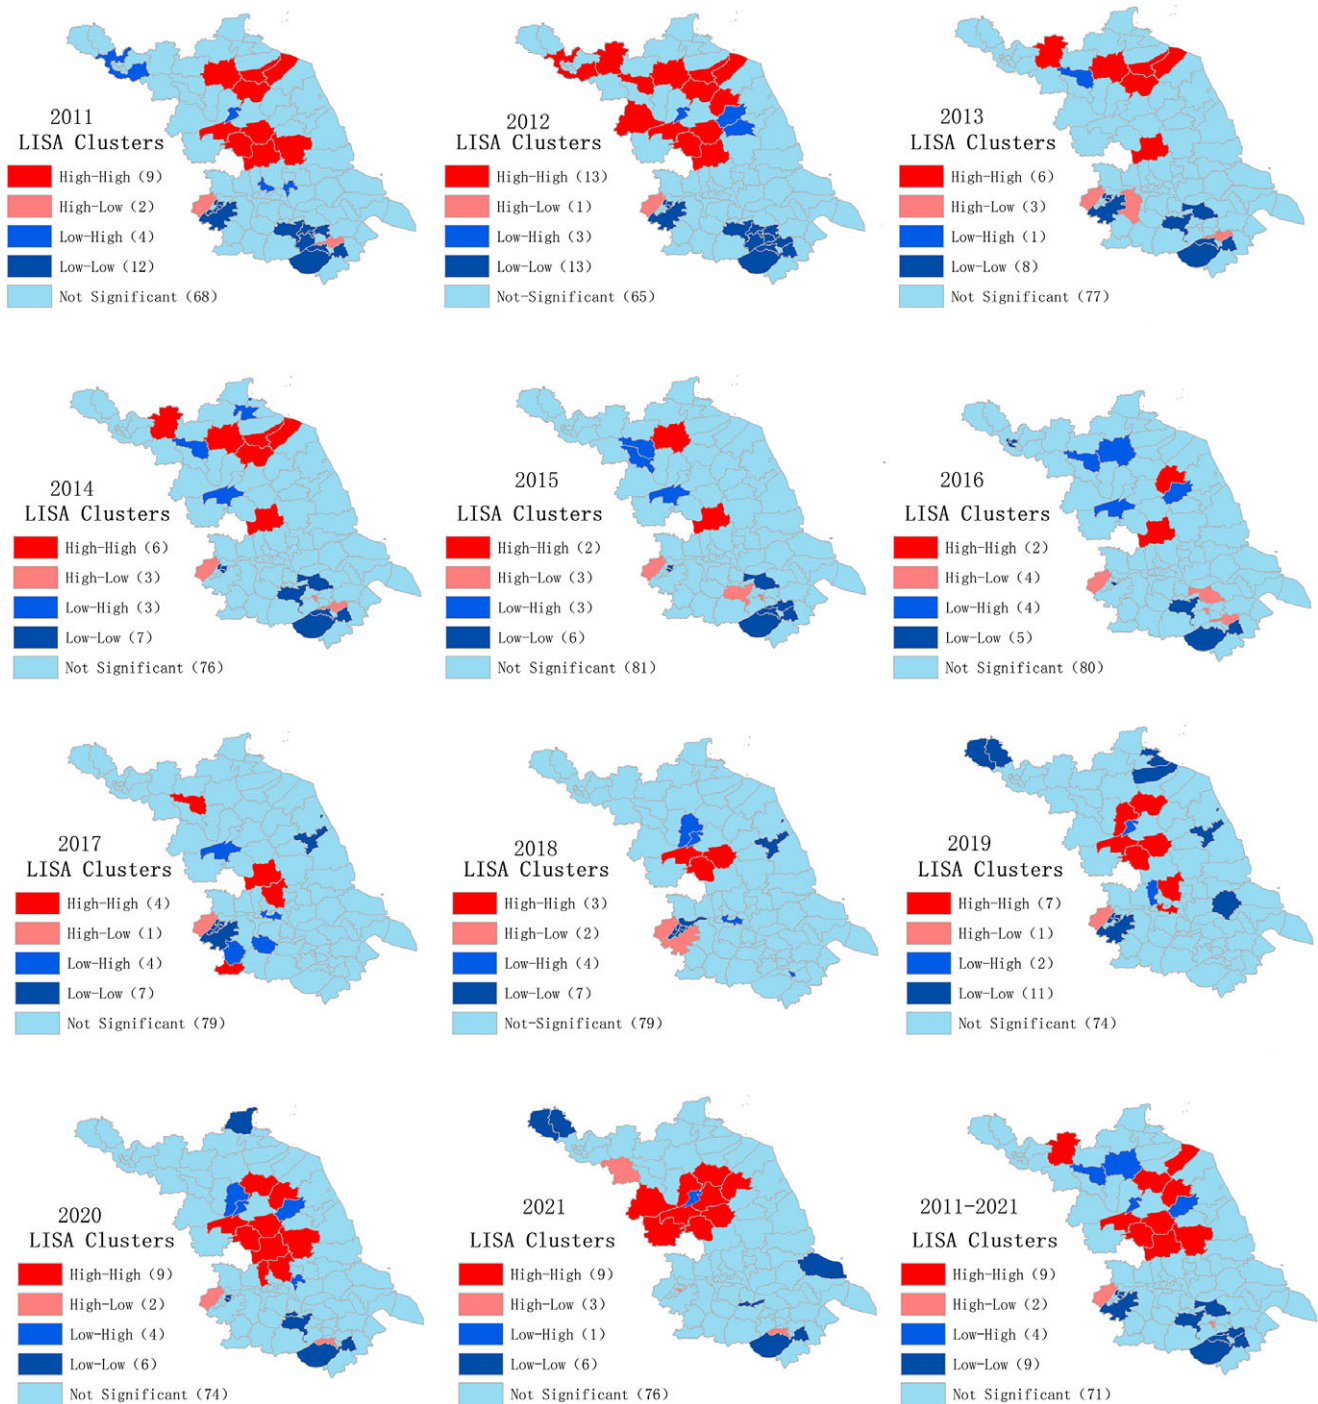 2011
LISA Clusters
High-High (9)
High-Low (2)
Low-High (4)
Low-Low (12)
Not Significant (68)
2012
LISA Clusters
High-High (13)
High-Low (1)
Low-High (3)
Low-Low (13)
Not-Significant (65)
2013
LISA Clusters
High-High (6)
High-Low (3)
Low-High (1)
Low-Low (8)
Not Significant (77)
2014
LISA Clusters
High-High (6)
High-Low (3)
Low-High (3)
Low-Low (7)
Not Significant (76)
2015
LISA Clusters
High-High (2)
High-Low (3)
Low-High (3)
Low-Low (6)
Not Significant (81)
2016
LISA Clusters
High-High (2)
High-Low (4)
Low-High (4)
Low-Low (5)
Not Significant (80)
2017
LISA Clusters
High-High (4)
High-Low (1)
Low-High (4)
Low-Low (7)
Not Significant (79)
2018
LISA Clusters
High-High (3)
High-Low (2)
Low-High (4)
Low-Low (7)
Not-Significant (79)
2019
LISA Clusters
High-High (7)
High-Low (1)
Low-High (2)
Low-Low (11)
Not Significant (74)
2020
LISA Clusters
High-High (9)
High-Low (2)
Low-High (4)
Low-Low (6)
Not Significant (74)
2021
LISA Clusters
High-High (9)
High-Low (3)
Low-High (1)
Low-Low (6)
Not Significant (76)
2011-2021
LISA Clusters
High-High (9)
High-Low (2)
Low-High (4)
Low-Low (9)
Not Significant (71)